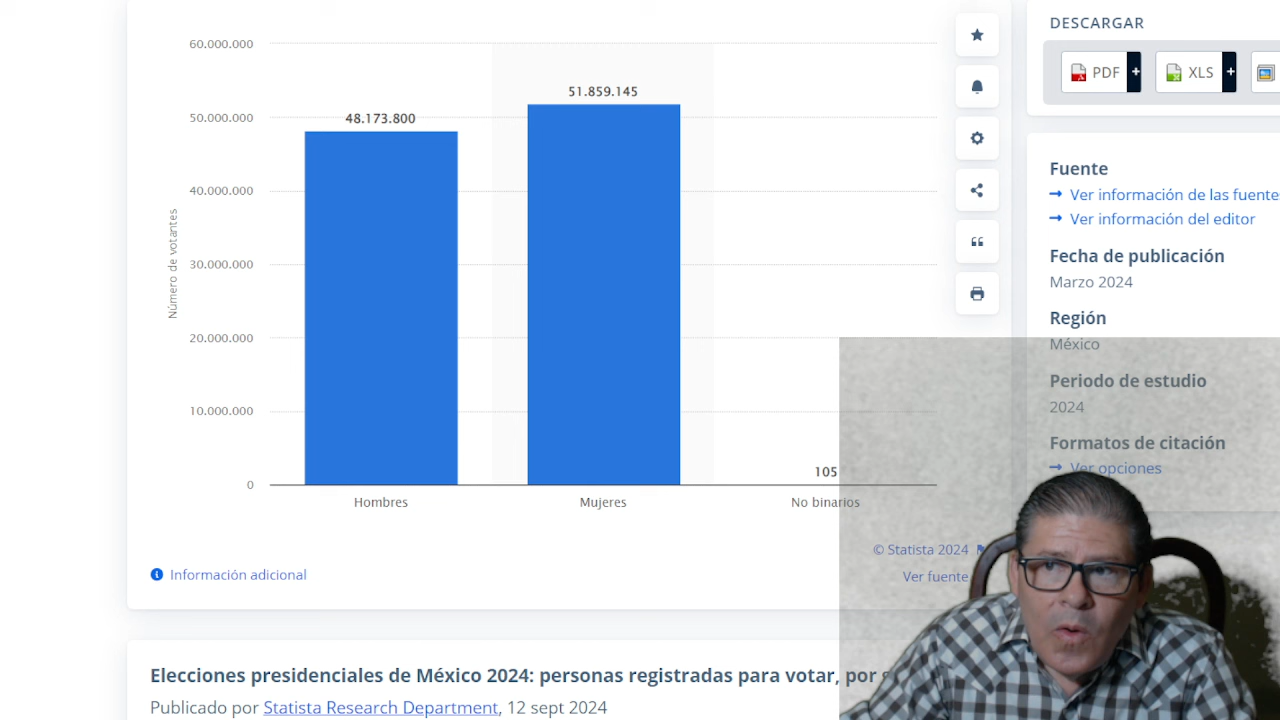 60.000.000
50.000.000
40.000.000
30.000.000
20.000.000
10.000.000
0
Número de votantes
48.173.800
51.859.145
105
Hombres
Mujeres
No binarios
© Statista 2024
Ver fuente
Información adicional
DESCARGAR
PDF +
XLS +
Fuente
Ver información de las fuentes
Ver información del editor
Fecha de publicación
Marzo 2024
Región
México
Periodo de estudio
2024
Formatos de citación
Ver opciones
Elecciones presidenciales de México 2024: personas registradas para votar, por
Publicado por Statista Research Department, 12 sept 2024